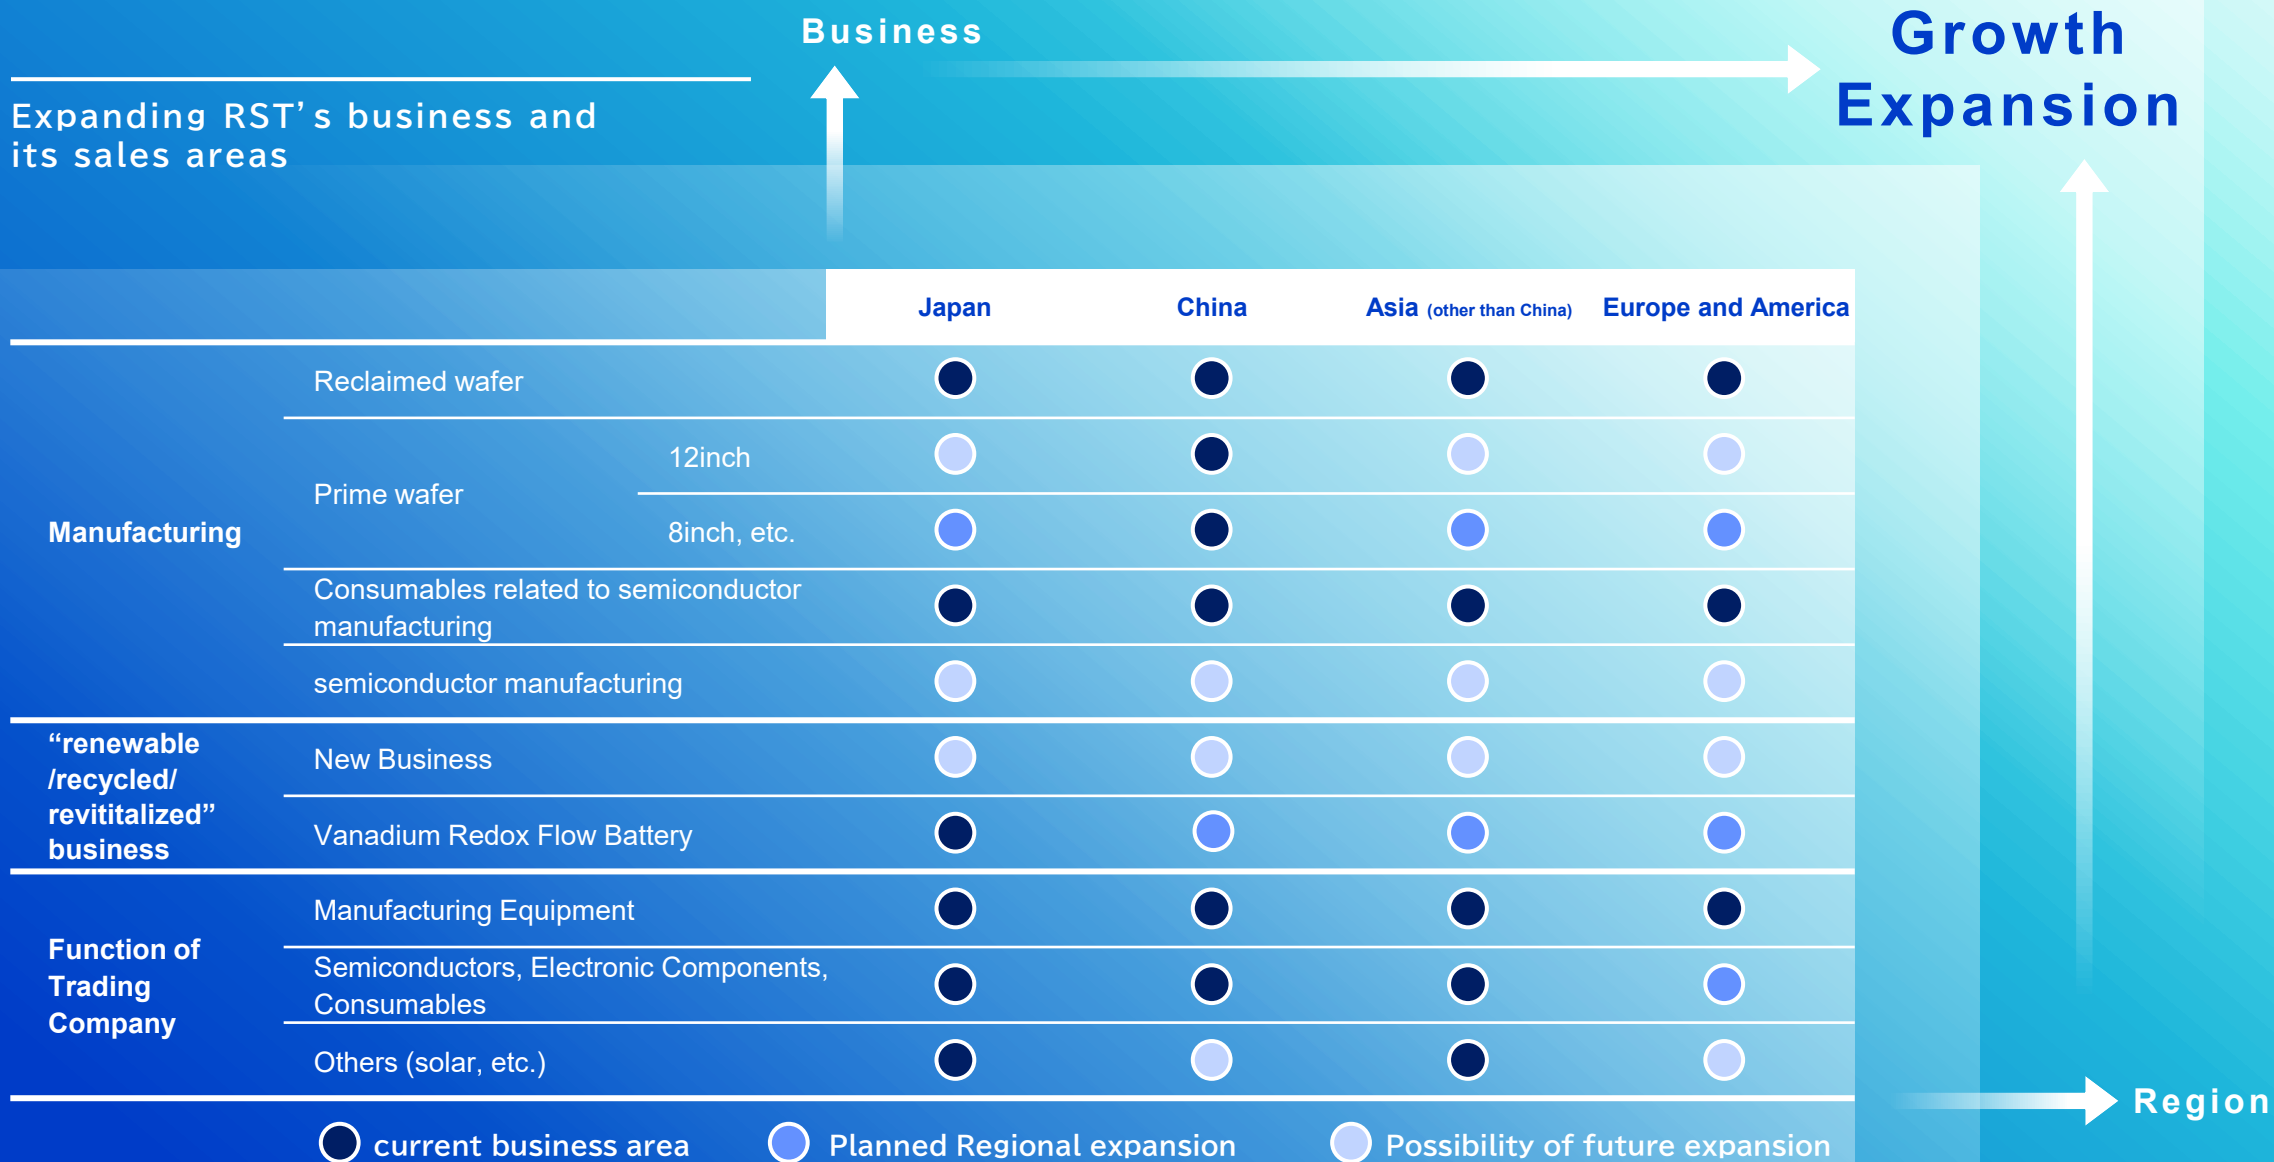 Business
Growth
Expansion
Expanding RST’s business and
its sales areas
Japan
China
Asia (other than China)
Europe and America
Manufacturing
Reclaimed wafer
Prime wafer
12inch
8inch, etc.
Consumables related to semiconductor
manufacturing
semiconductor manufacturing
“renewable
/recycled/
revititalized”
business
New Business
Vanadium Redox Flow Battery
Function of
Trading
Company
Manufacturing Equipment
Semiconductors, Electronic Components,
Consumables
Others (solar, etc.)
Region
current business area
Planned Regional expansion
Possibility of future expansion